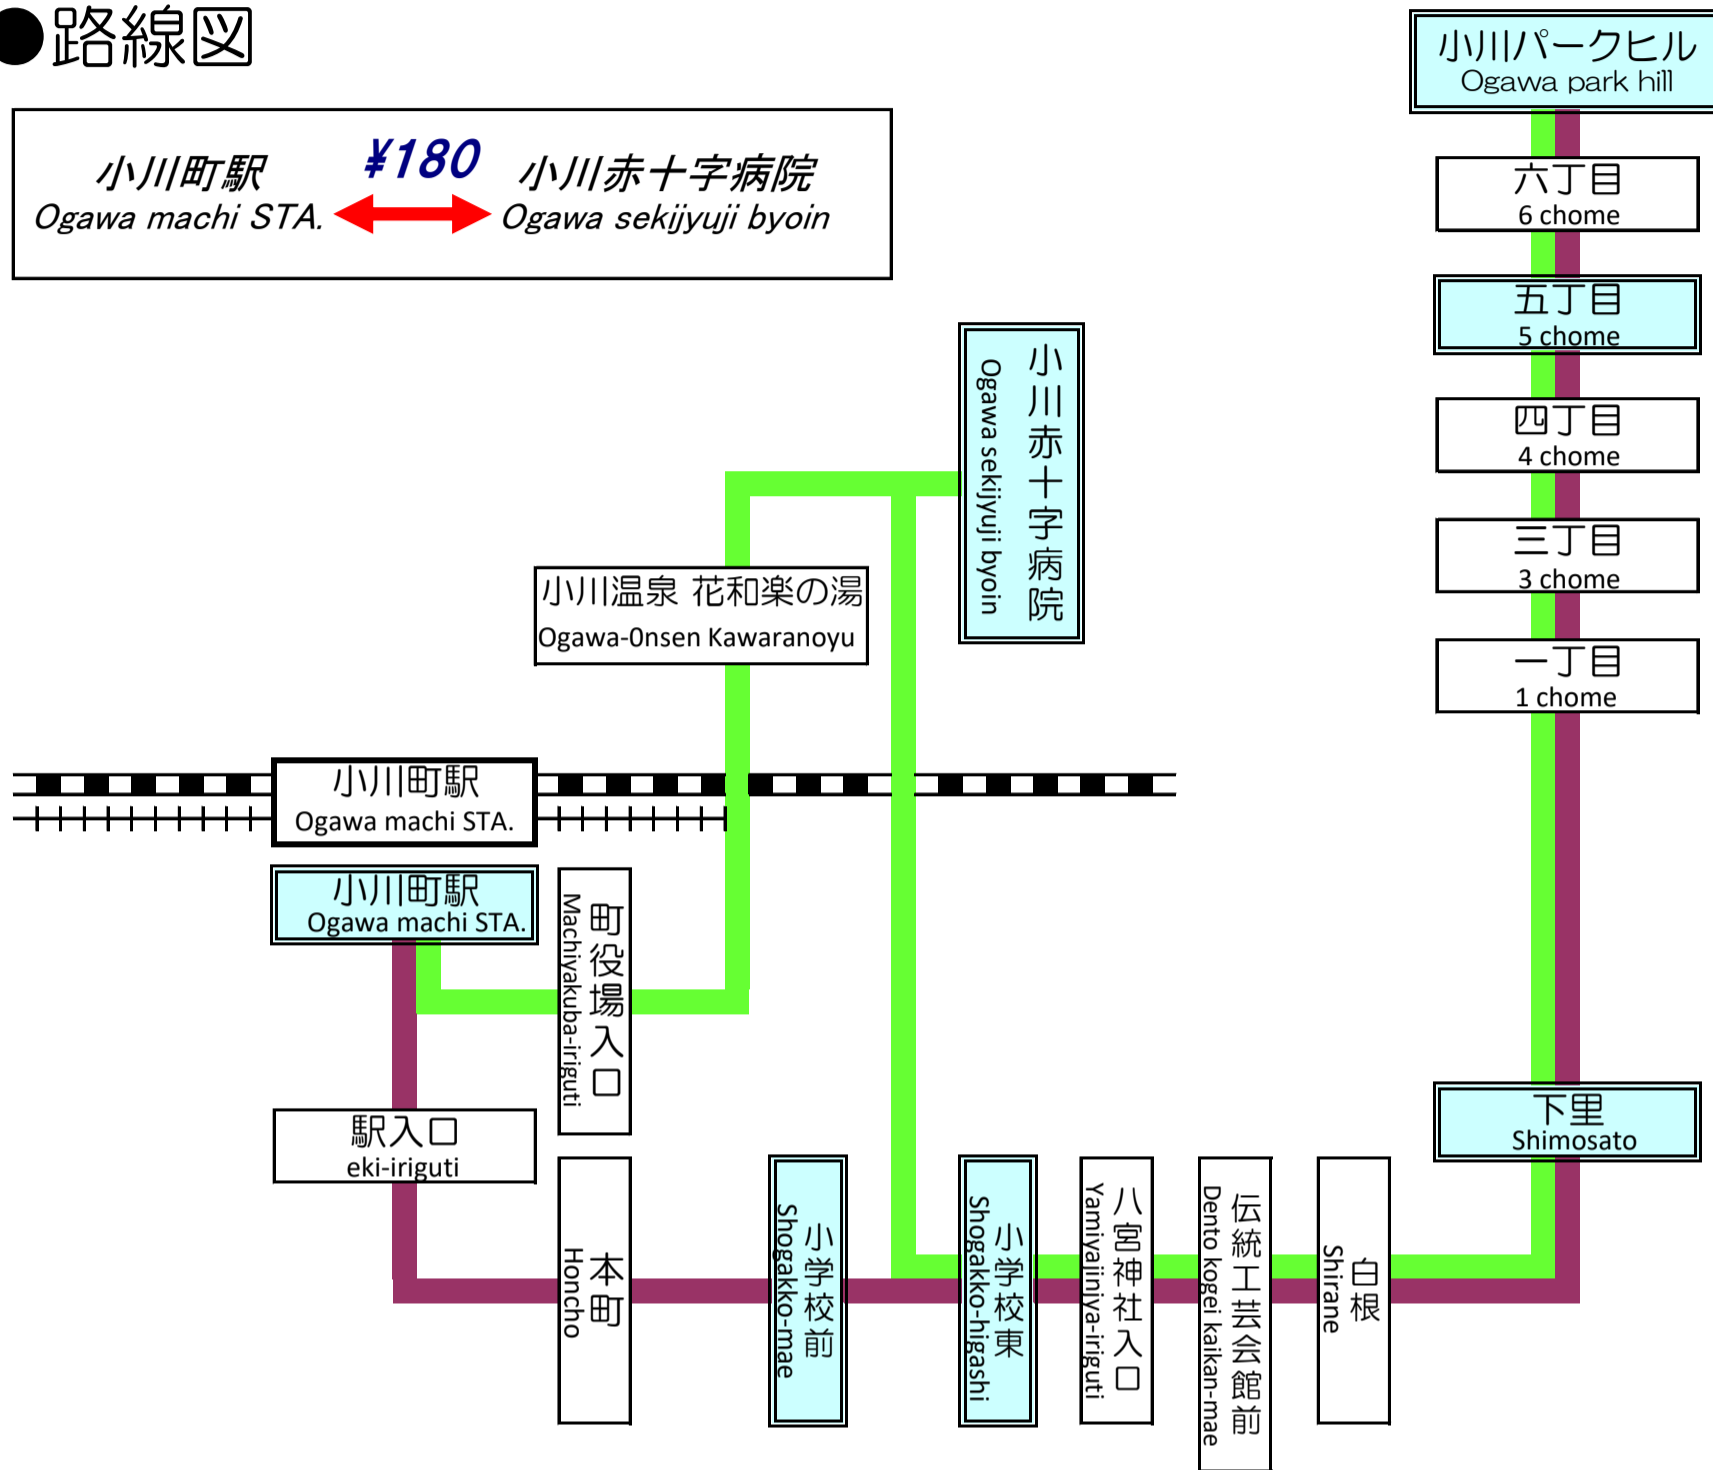 ●路線図
小川町駅
Ogawa machi STA.
¥180
小川赤十字病院
Ogawa sekijyuji byoin
小川パークヒル
Ogawa park hill
六丁目
6 chome
五丁目
5 chome
四丁目
4 chome
三丁目
3 chome
一丁目
1 chome
小川赤十字病院
Ogawa sekijyuji byoin
小川温泉 花和楽の湯
Ogawa-0nsen Kawaranoyu
小川町駅
Ogawa machi STA.
小川町駅
Ogawa machi STA.
町役場入口
Machiyakuba-iriguti
駅入口
eki-iriguti
本町
Honcho
小学校前
Shogakko-mae
小学校東
Shogakko-higashi
八宮神社入口
Yamiyajinjya-iriguti
伝統工芸会館前
Dento kogei kaikan-mae
白根
Shirane
下里
Shimosato